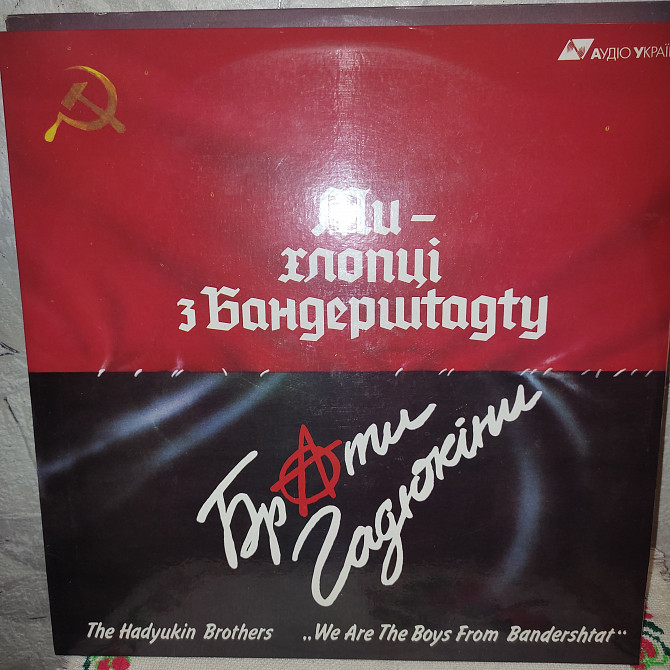 АУДІО УКРАЇ
Ми –
хлопці
з Бандерштадту
Брати
Гадюкіни
The Hadyukin Brothers „We Are The Boys From Bandershtat“